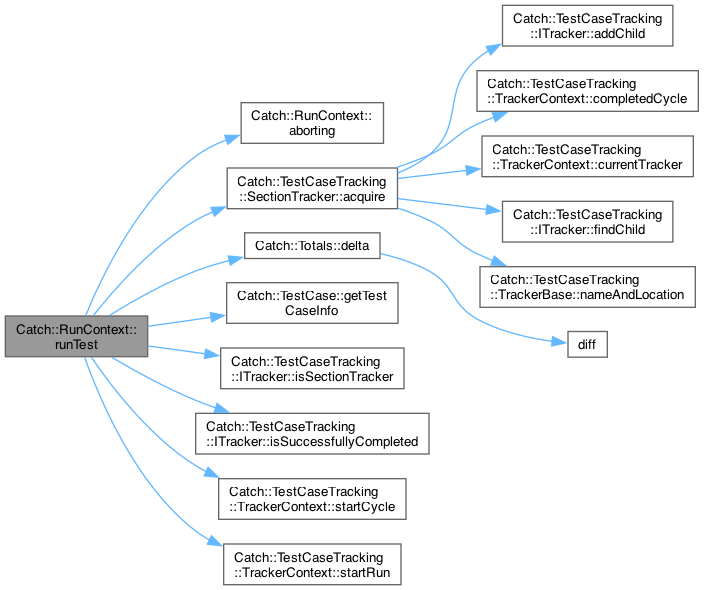 Catch::RunContext::
runTest
Catch::RunContext::
aborting
Catch::TestCaseTracking
::SectionTracker::acquire
Catch::Totals::delta
Catch::TestCase::getTest
CaseInfo
Catch::TestCaseTracking
::ITracker::isSectionTracker
Catch::TestCaseTracking
::ITracker::isSuccessfullyCompleted
Catch::TestCaseTracking
::TrackerContext::startCycle
Catch::TestCaseTracking
::TrackerContext::startRun
Catch::TestCaseTracking
::ITracker::addChild
Catch::TestCaseTracking
::TrackerContext::completedCycle
Catch::TestCaseTracking
::TrackerContext::currentTracker
Catch::TestCaseTracking
::ITracker::findChild
Catch::TestCaseTracking
::TrackerBase::nameAndLocation
diff